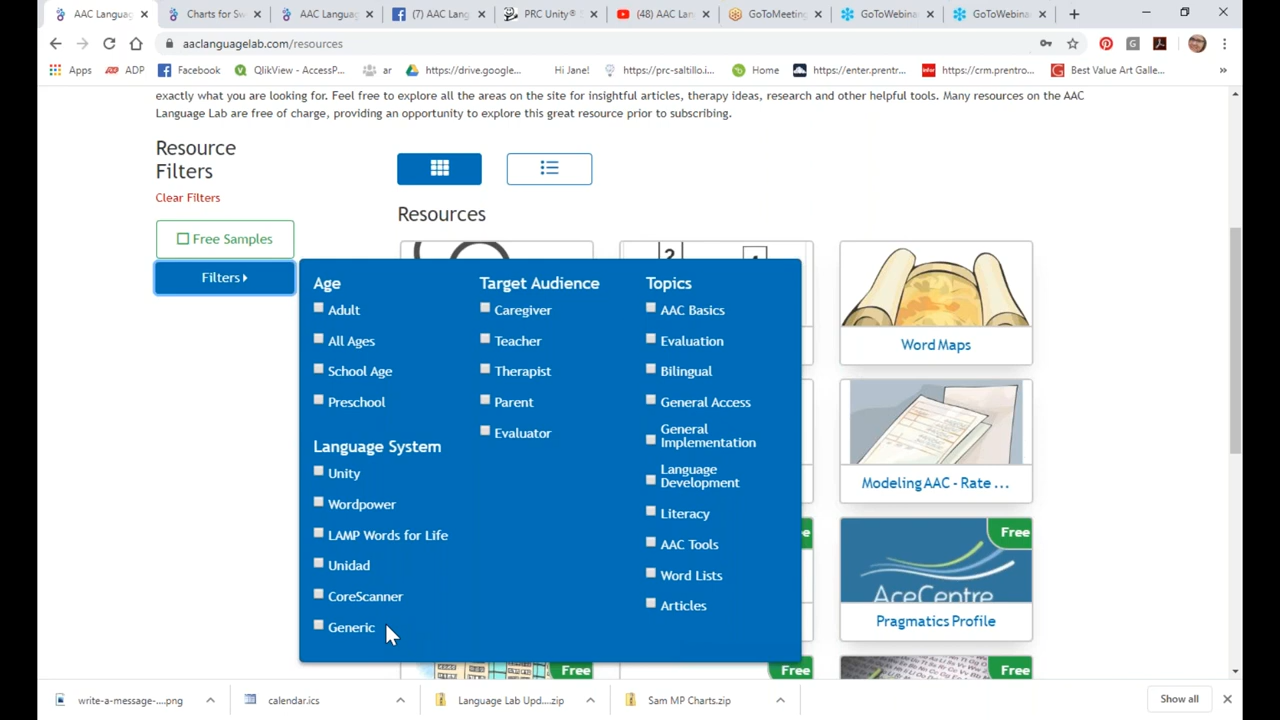 AAC Languag
Charts for Sw
AAC Languag
(7) AAC Lang
PRC Unity®
(48) AAC Lan
GoToMeeting
GoToWebina
GoToWebina
aaclanguagelab.com/resources
Apps
ADP
Facebook
QlikView - AccessP...
ar
https://drive.google...
Hi Jane!
https://prc-saltillo.i...
Home
https://enter.prentr...
https://crm.prentro...
Best Value Art Galle...
exactly what you are looking for. Feel free to explore all the areas on the site for insightful articles, therapy ideas, research and other helpful tools. Many resources on the AAC
Language Lab are free of charge, providing an opportunity to explore this great resource prior to subscribing.
Resource
Filters
Clear Filters
Free Samples
Filters
Resources
Age
Adult
All Ages
School Age
Preschool
Language System
Unity
Wordpower
LAMP Words for Life
Unidad
CoreScanner
Generic
Target Audience
Caregiver
Teacher
Therapist
Parent
Evaluator
Topics
AAC Basics
Evaluation
Bilingual
General Access
General
Implementation
Language
Development
Literacy
AAC Tools
Word Lists
Articles
Word Maps
Modeling AAC - Rate ...
Free
AceCentre
Pragmatics Profile
Free
Free
Free
write-a-message-....png
calendar.ics
Language Lab Upd....zip
Sam MP Charts.zip
Show all